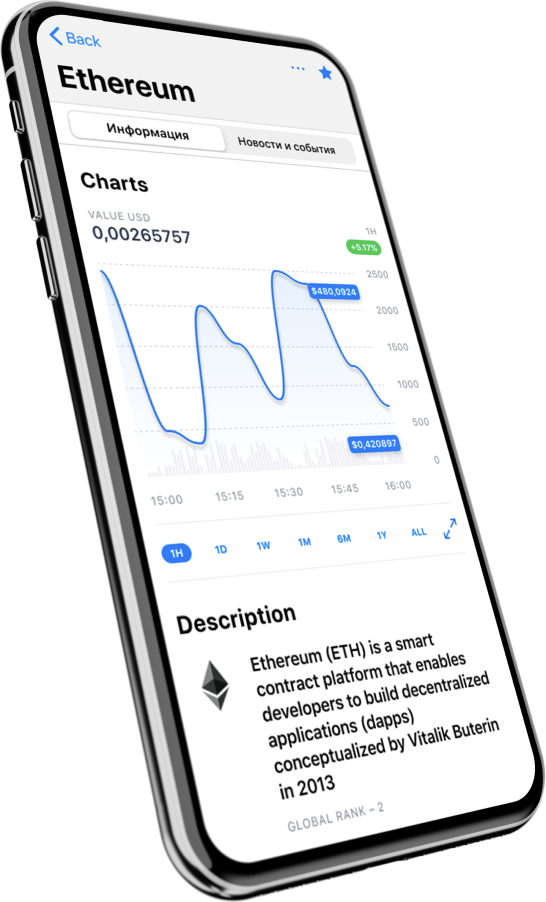 Back
...
Ethereum
Информация
Новости и события
Charts
VALUE USD
0,00265757
1H
+5.17%
2500
$480,0924
2000
1500
1000
500
$0,420897
0
15:00 15:15 15:30 15:45 16:00
1H 1D 1W 1M 6M 1Y ALL
Description
Ethereum (ETH) is a smart
contract platform that enables
developers to build decentralized
applications (dapps)
conceptualized by Vitalik Buterin
in 2013
GLOBAL RANK – 2